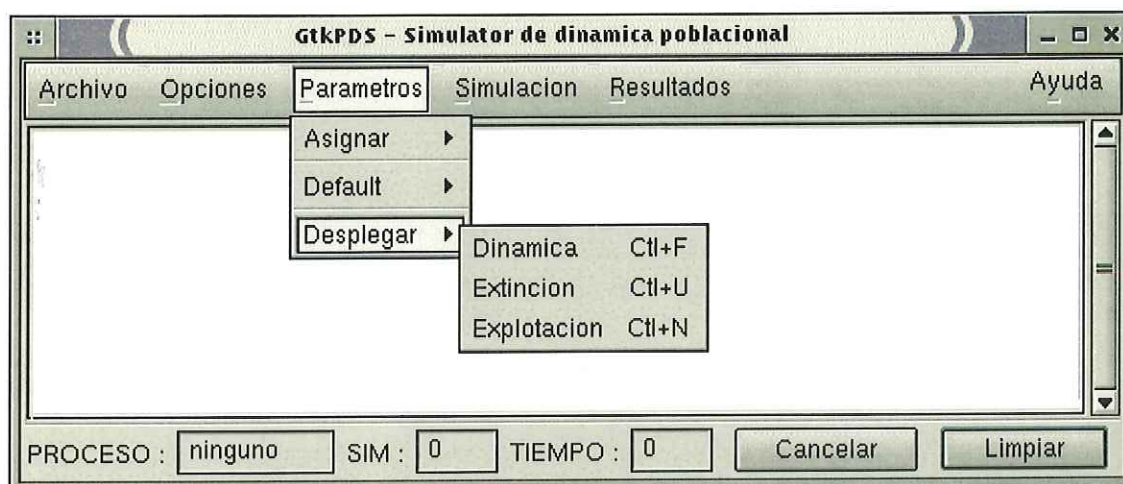 GtkPDS – Simulator de dinamica poblacional
Archivo Opciones Parametros Simulacion Resultados Ayuda
Asignar
Default
Desplegar
Dinamica Ctl+F
Extincion Ctl+U
Explotacion Ctl+N
PROCESO : ninguno SIM : 0 TIEMPO : 0 Cancelar Limpiar